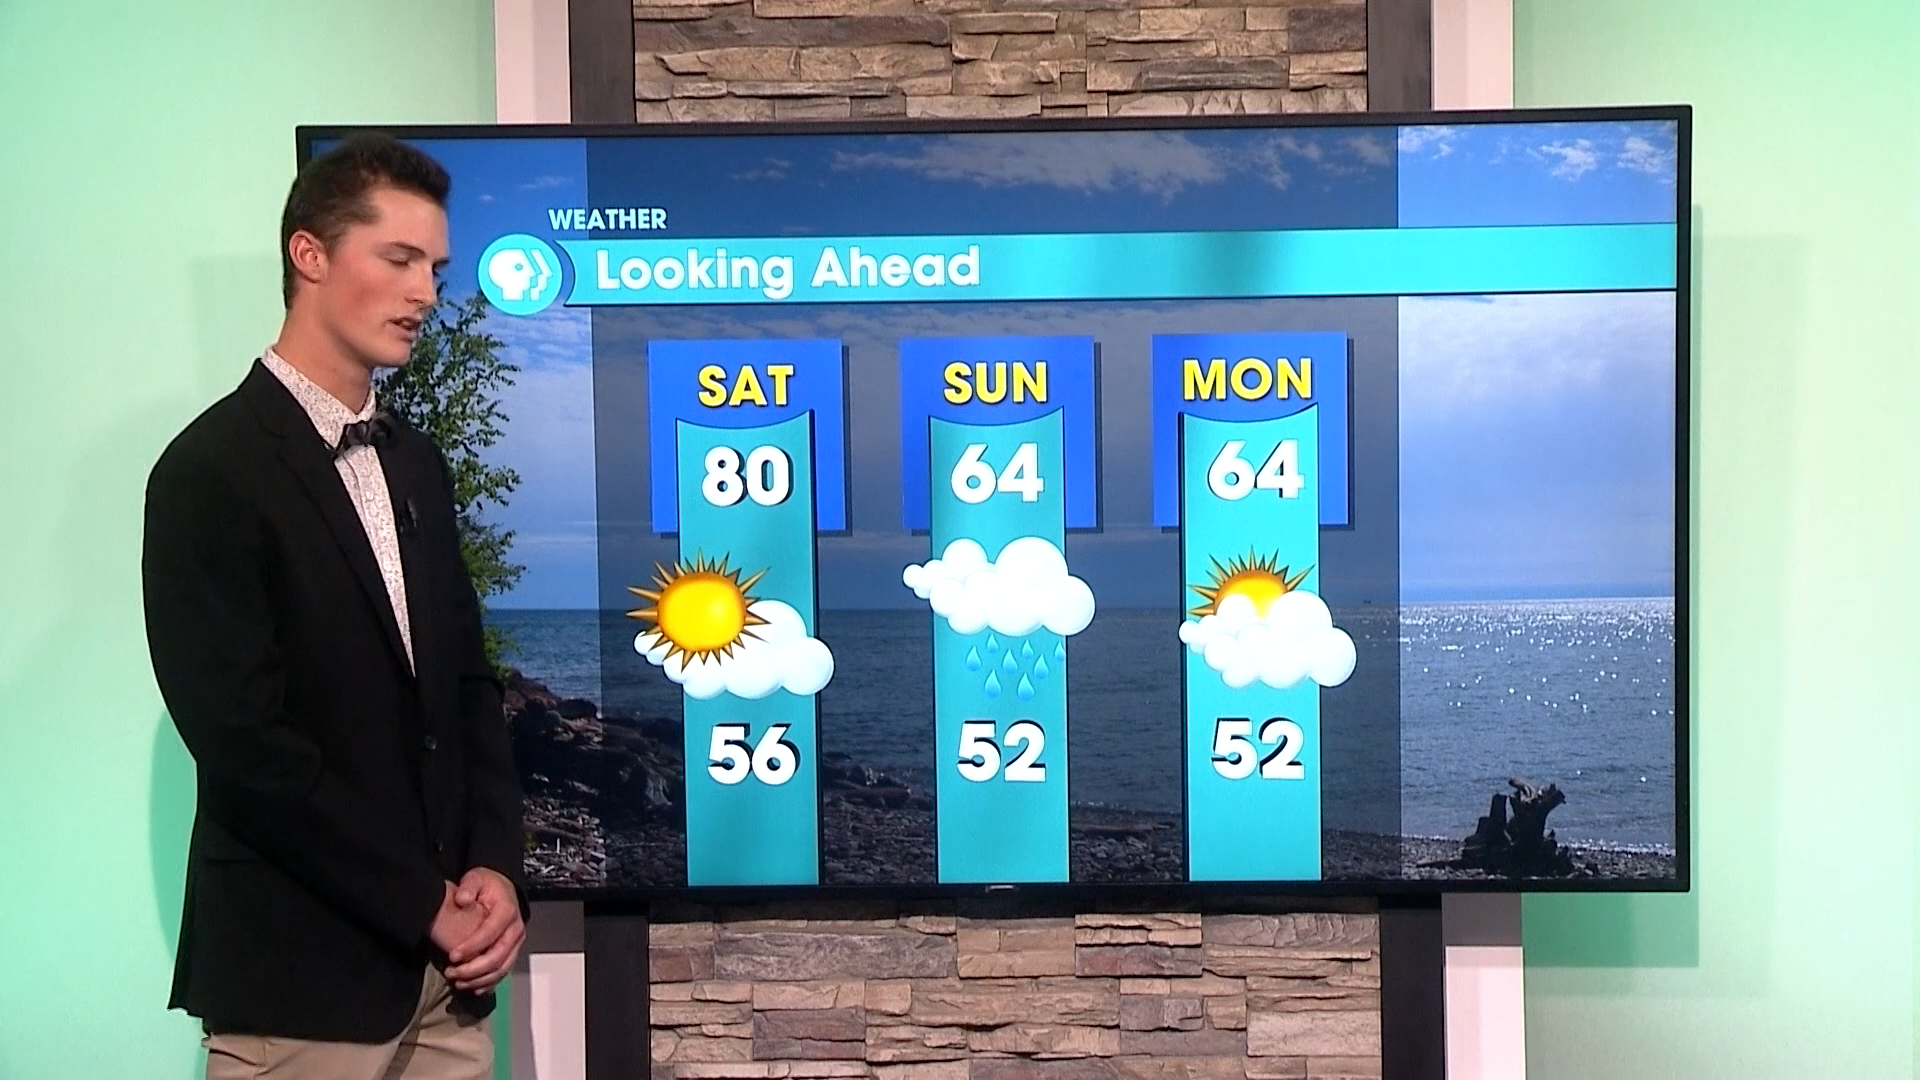 WEATHER
Looking Ahead
SAT SUN MON
80 64 64
56 52 52